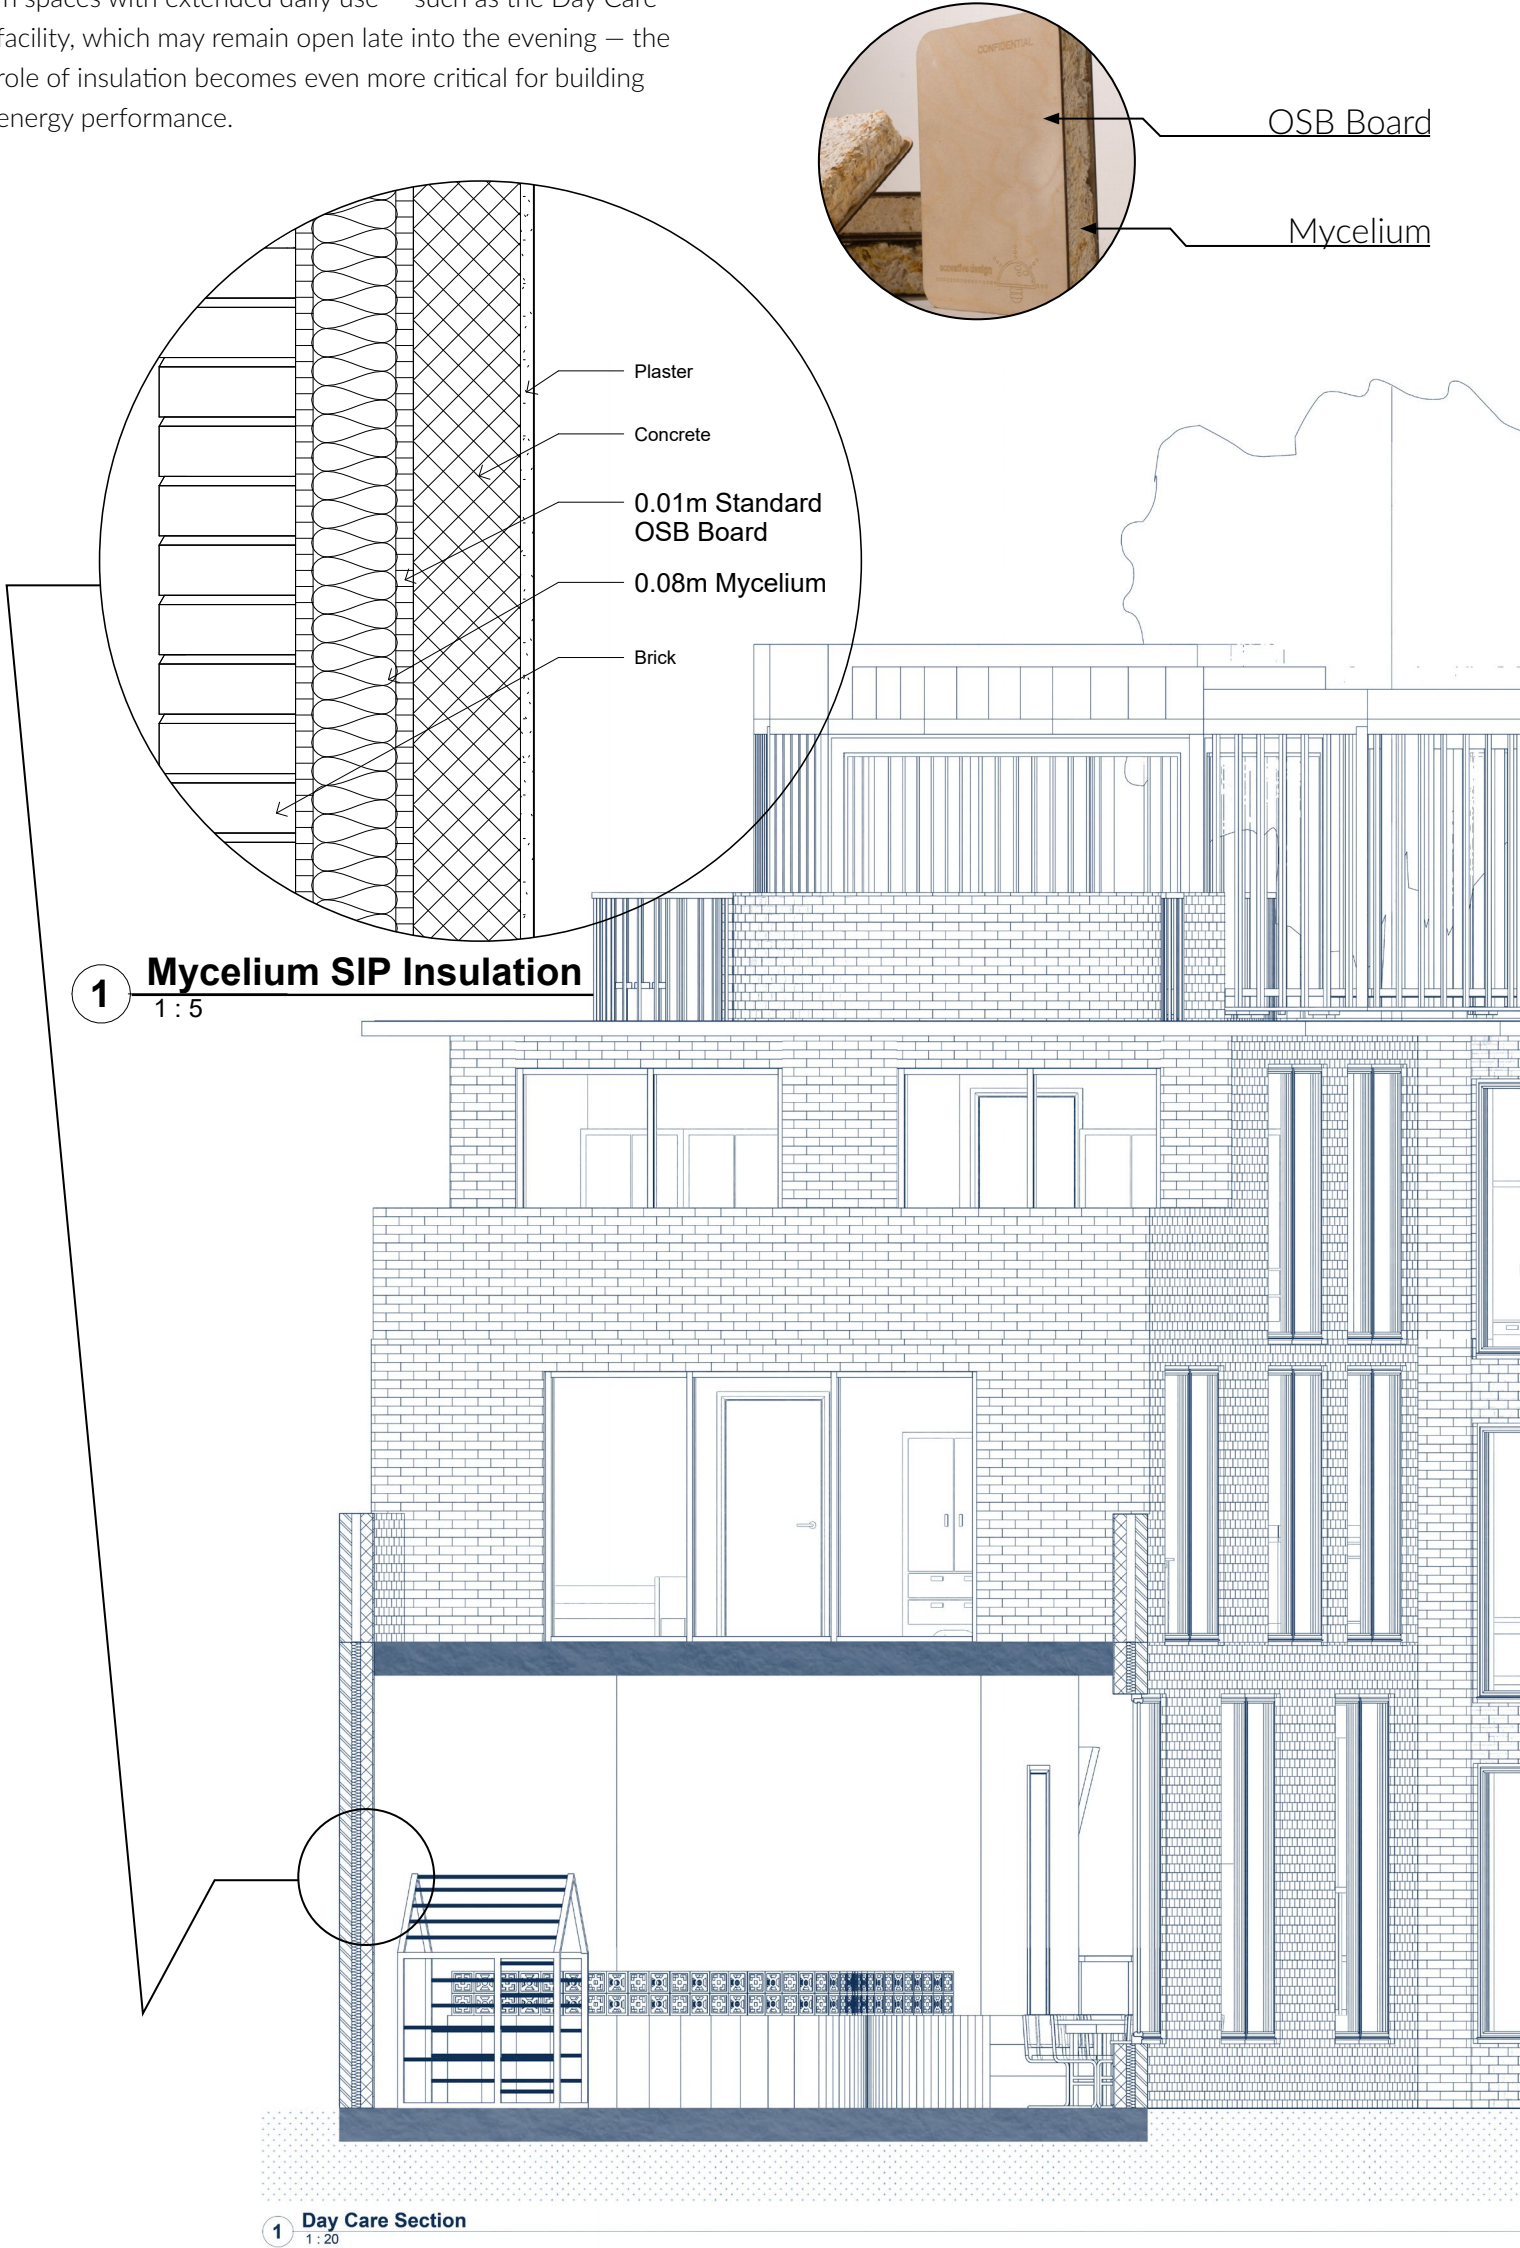 spaces with extended daily use — such as the Day Care
facility, which may remain open late into the evening — the
role of insulation becomes even more critical for building
energy performance.
CONFIDENTIAL
OSB Board
Mycelium
ecovative design
Plaster
Concrete
0.01m Standard
OSB Board
0.08m Mycelium
Brick
1 Mycelium SIP Insulation
1 : 5
1 Day Care Section
1 : 20